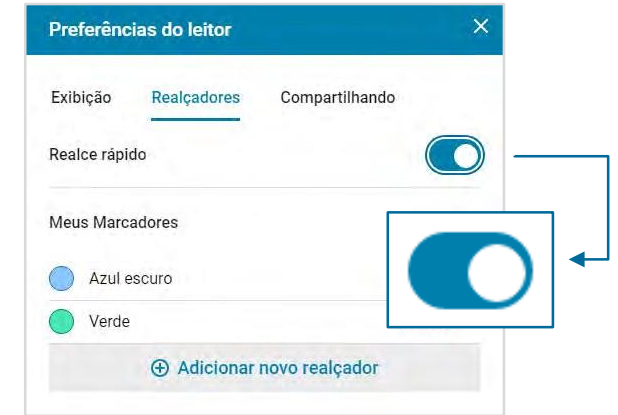 Preferências do leitor
Exibição Realçadores Compartilhando
Realce rápido
Meus Marcadores
Azul escuro
Verde
Adicionar novo realçador